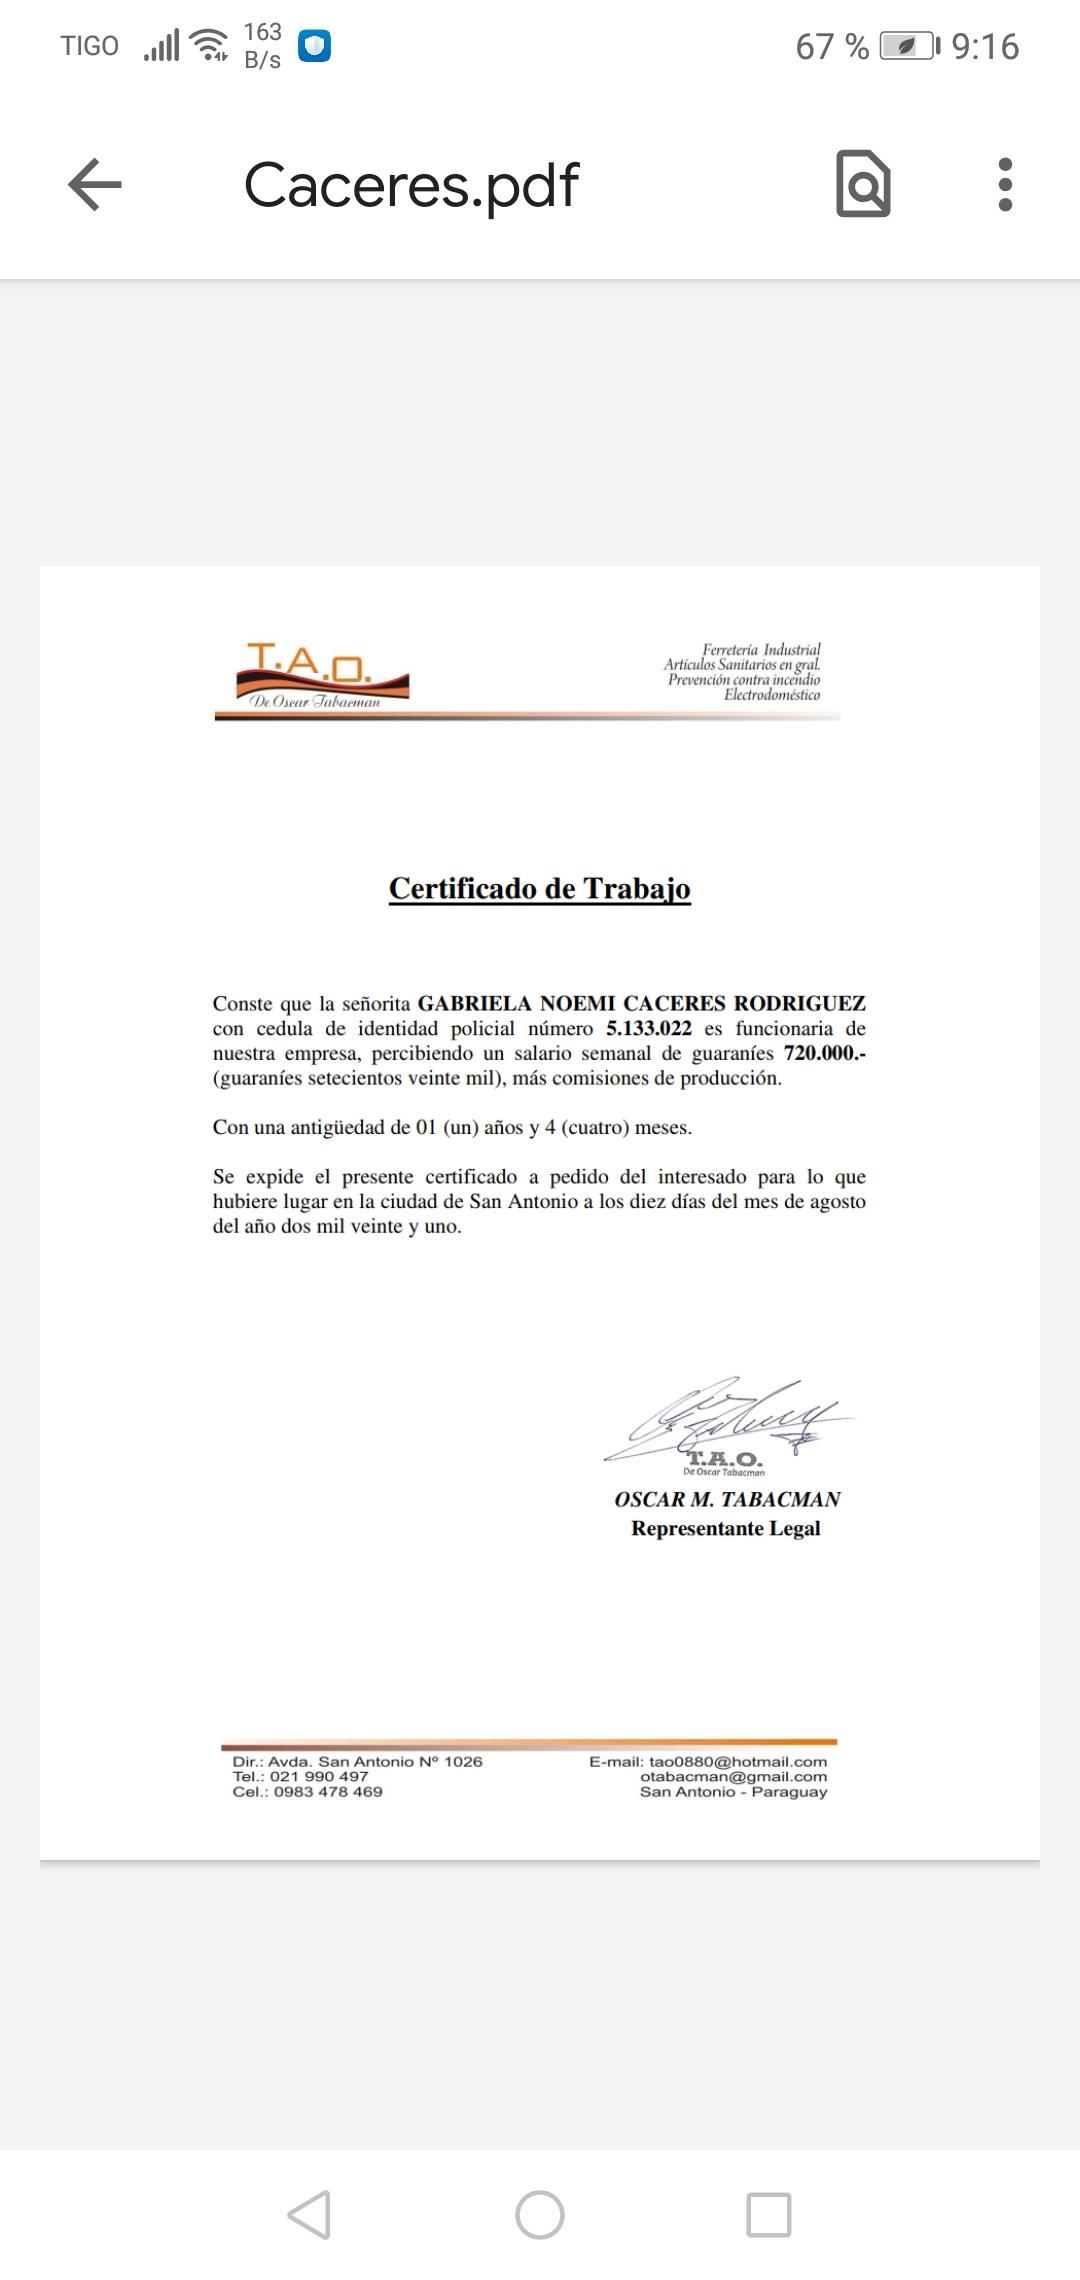 TIGO 163 B/s 67 % 9:16
Caceres.pdf
T.A.O.
De Oscar Tabacman
Ferretería Industrial
Artículos Sanitarios en gral.
Prevención contra incendio
Electrodoméstico
Certificado de Trabajo
Conste que la señorita GABRIELA NOEMI CACERES RODRIGUEZ
con cedula de identidad policial número 5.133.022 es funcionaria de
nuestra empresa, percibiendo un salario semanal de guaraníes 720.000.-
(guaraníes setecientos veinte mil), más comisiones de producción.
Con una antigüedad de 01 (un) años y 4 (cuatro) meses.
Se expide el presente certificado a pedido del interesado para lo que
hubiere lugar en la ciudad de San Antonio a los diez días del mes de agosto
del año dos mil veinte y uno.
T.A.O.
De Oscar Tabacman
OSCAR M. TABACMAN
Representante Legal
Dir.: Avda. San Antonio Nº 1026
Tel.: 021 990 497
Cel.: 0983 478 469
E-mail: tao0880@hotmail.com
otabacman@gmail.com
San Antonio - Paraguay